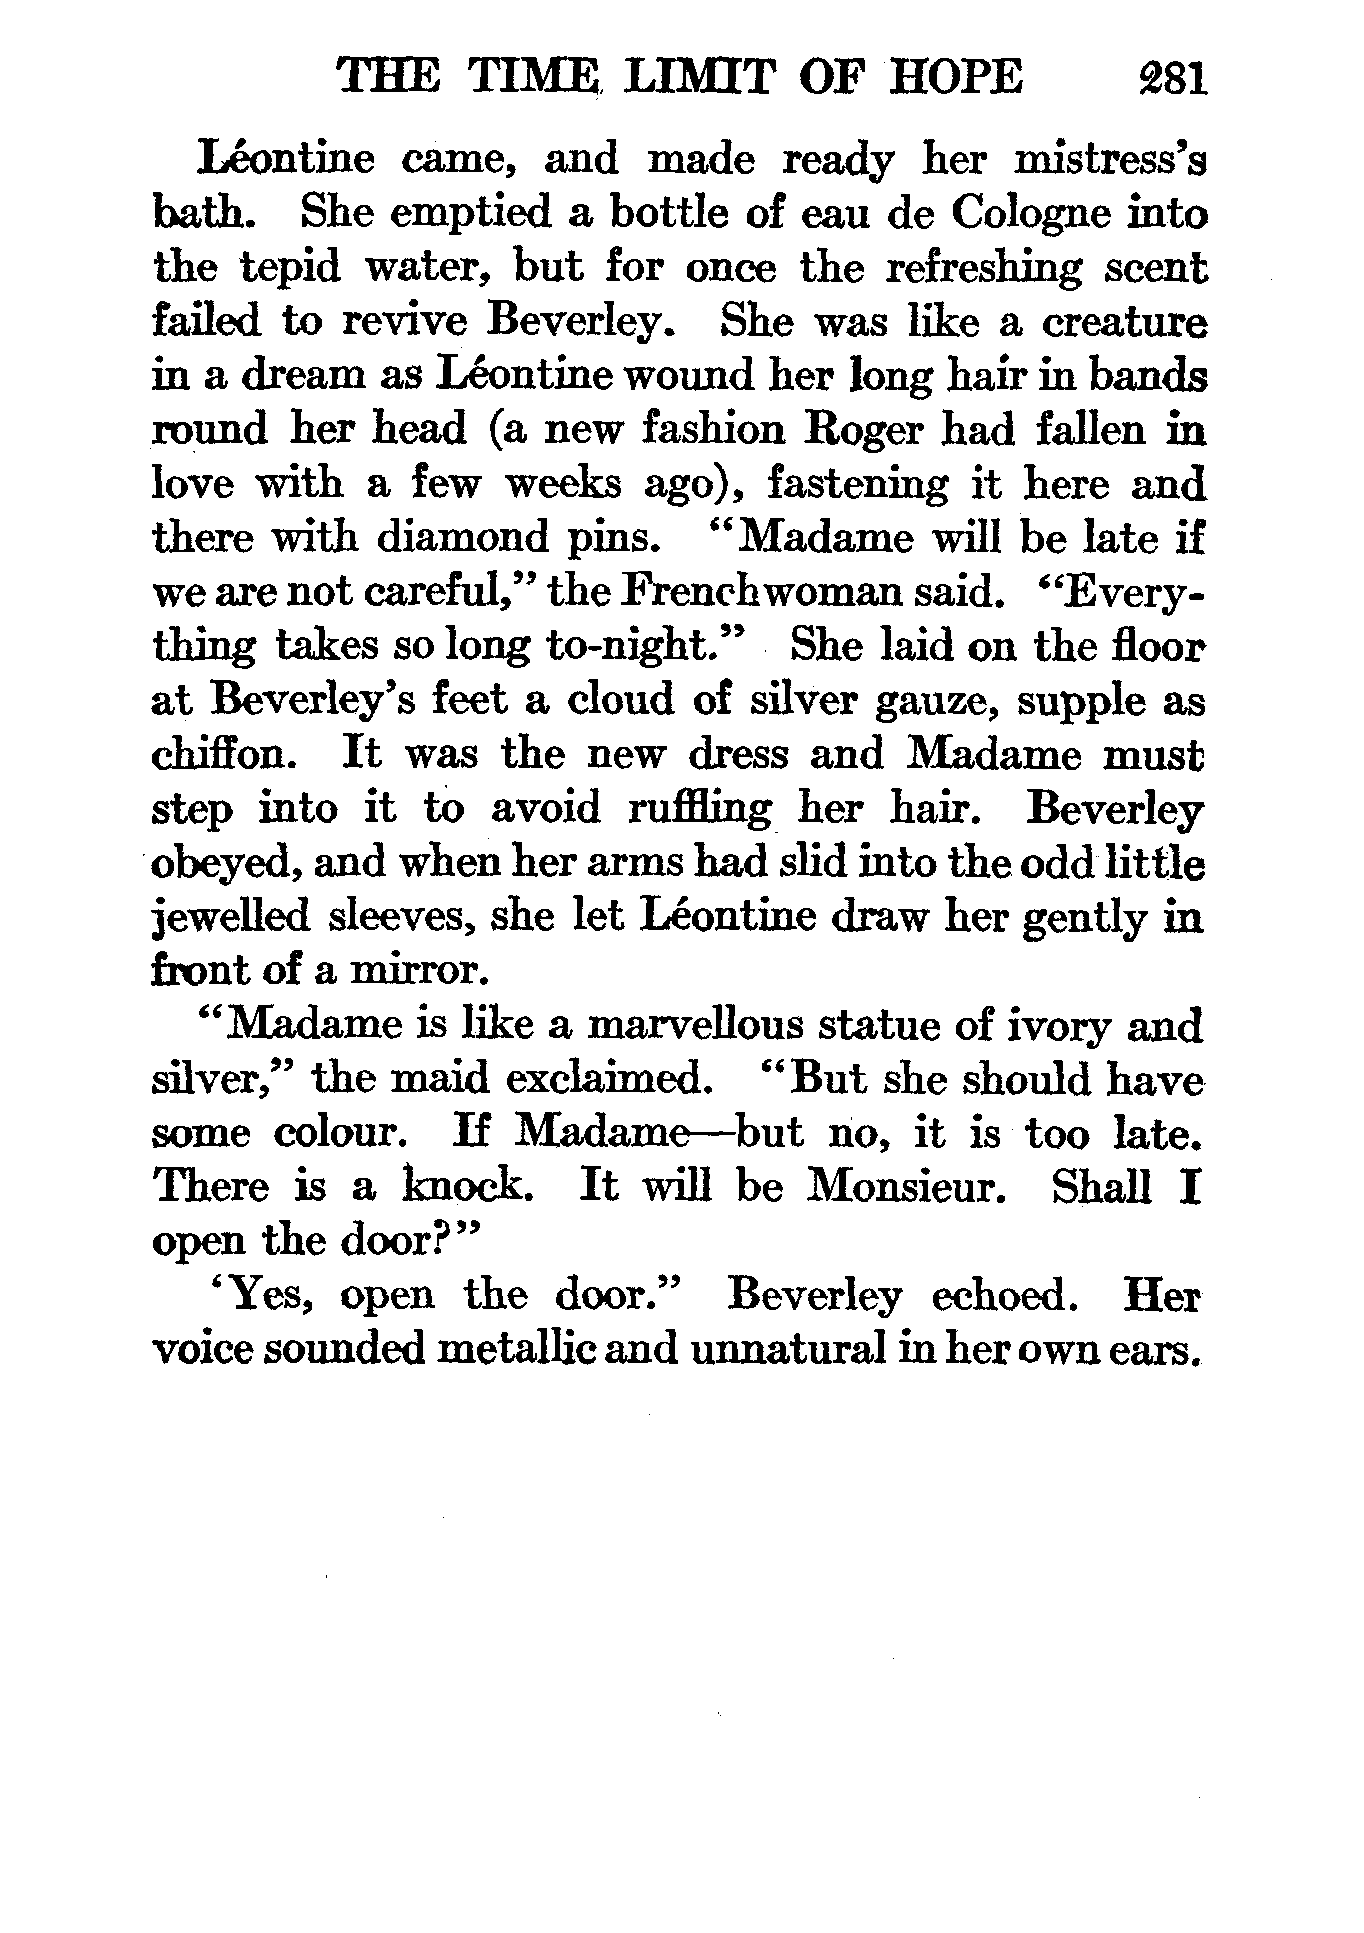 THE TIME LIMIT OF HOPE 281
Léontine came, and made ready her mistress's
bath. She emptied a bottle of eau de Cologne into
the tepid water, but for once the refreshing scent
failed to revive Beverley. She was like a creature
in a dream as Léontine wound her long hair in bands
round her head (a new fashion Roger had fallen in
love with a few weeks ago), fastening it here and
there with diamond pins. "Madame will be late if
we are not careful," the Frenchwoman said. "Every-
thing takes so long to-night." She laid on the floor
at Beverley's feet a cloud of silver gauze, supple as
chiffon. It was the new dress and Madame must
step into it to avoid ruffling her hair. Beverley
obeyed, and when her arms had slid into the odd little
jewelled sleeves, she let Léontine draw her gently in
front of a mirror.
"Madame is like a marvellous statue of ivory and
silver," the maid exclaimed. "But she should have
some colour. If Madame—but no, it is too late.
There is a knock. It will be Monsieur. Shall I
open the door?"
'Yes, open the door." Beverley echoed. Her
voice sounded metallic and unnatural in her own ears.